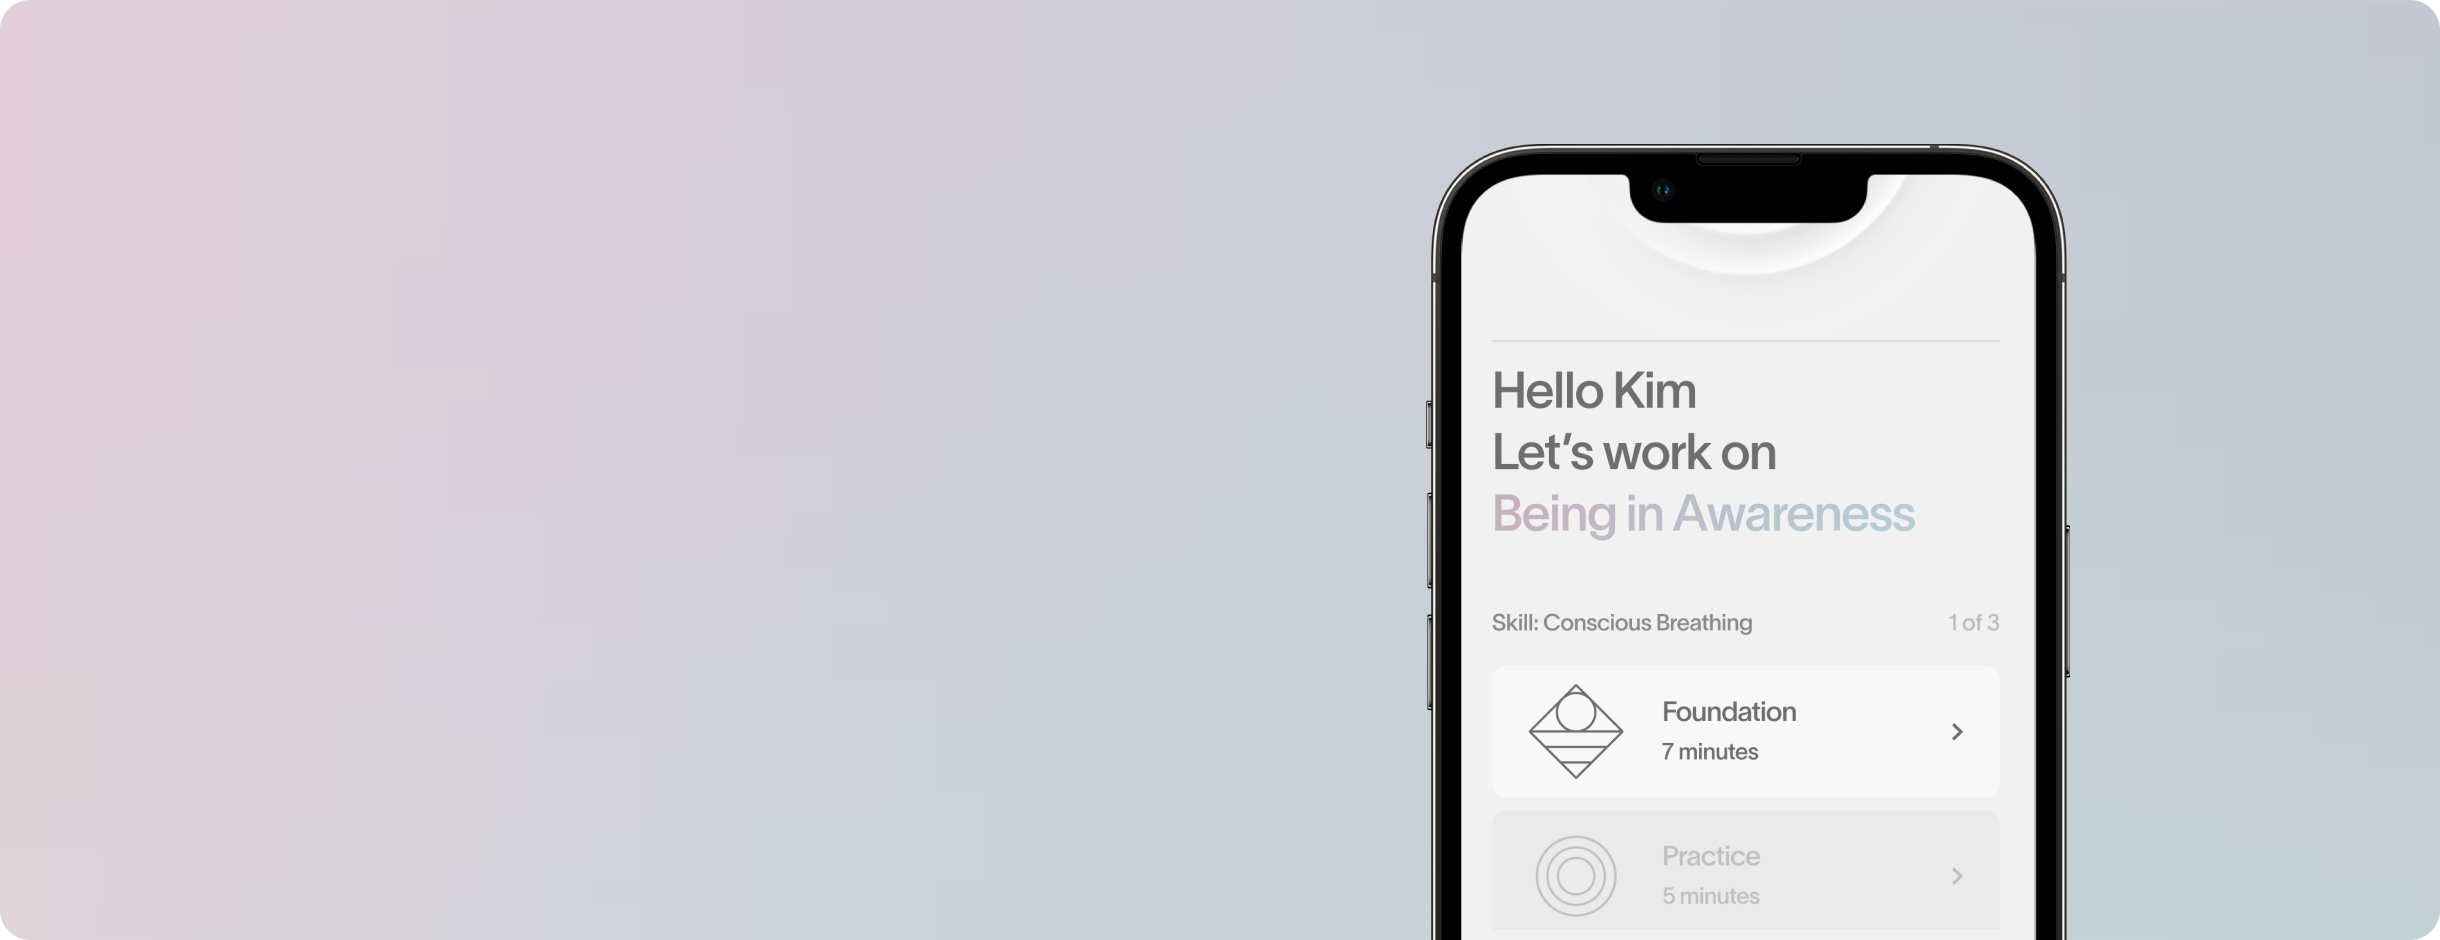 Hello Kim
Let’s work on
Being in Awareness
Skill: Conscious Breathing
1 of 3
Foundation
7 minutes
Practice
5 minutes